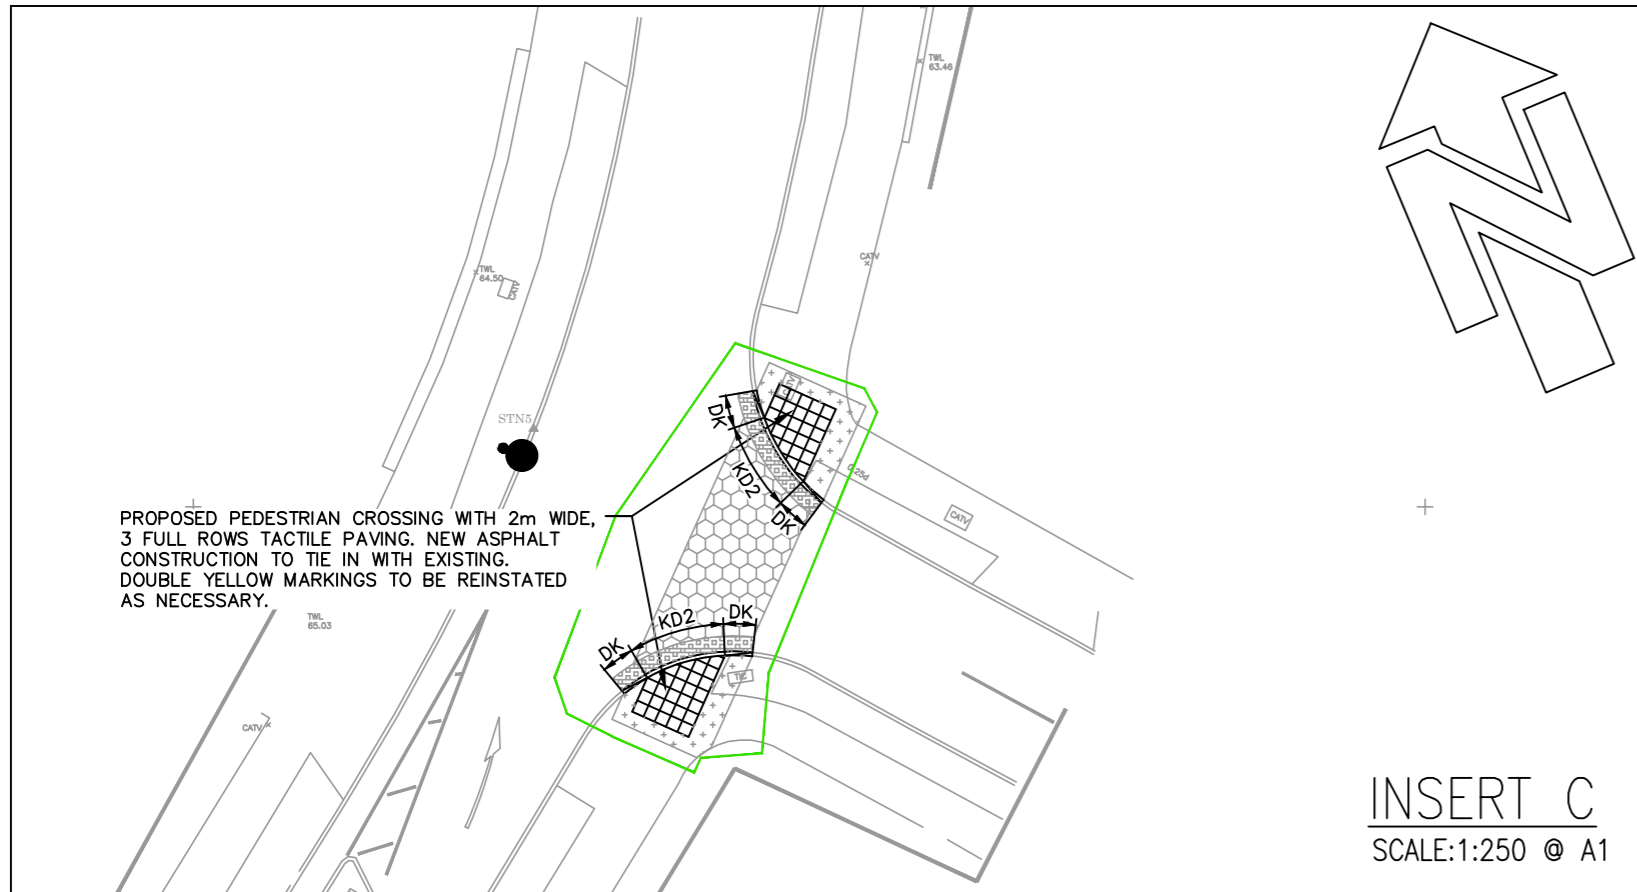 TWL
63.46
CATV
TWL
64.50
CATV
STN5
DK
KD2
DK
0.25d
CATV
PROPOSED PEDESTRIAN CROSSING WITH 2m WIDE,
3 FULL ROWS TACTILE PAVING. NEW ASPHALT
CONSTRUCTION TO TIE IN WITH EXISTING.
DOUBLE YELLOW MARKINGS TO BE REINSTATED
AS NECESSARY.
TWL
65.03
DK
KD2
DK
CATV
N
INSERT C
SCALE:1:250 @ A1